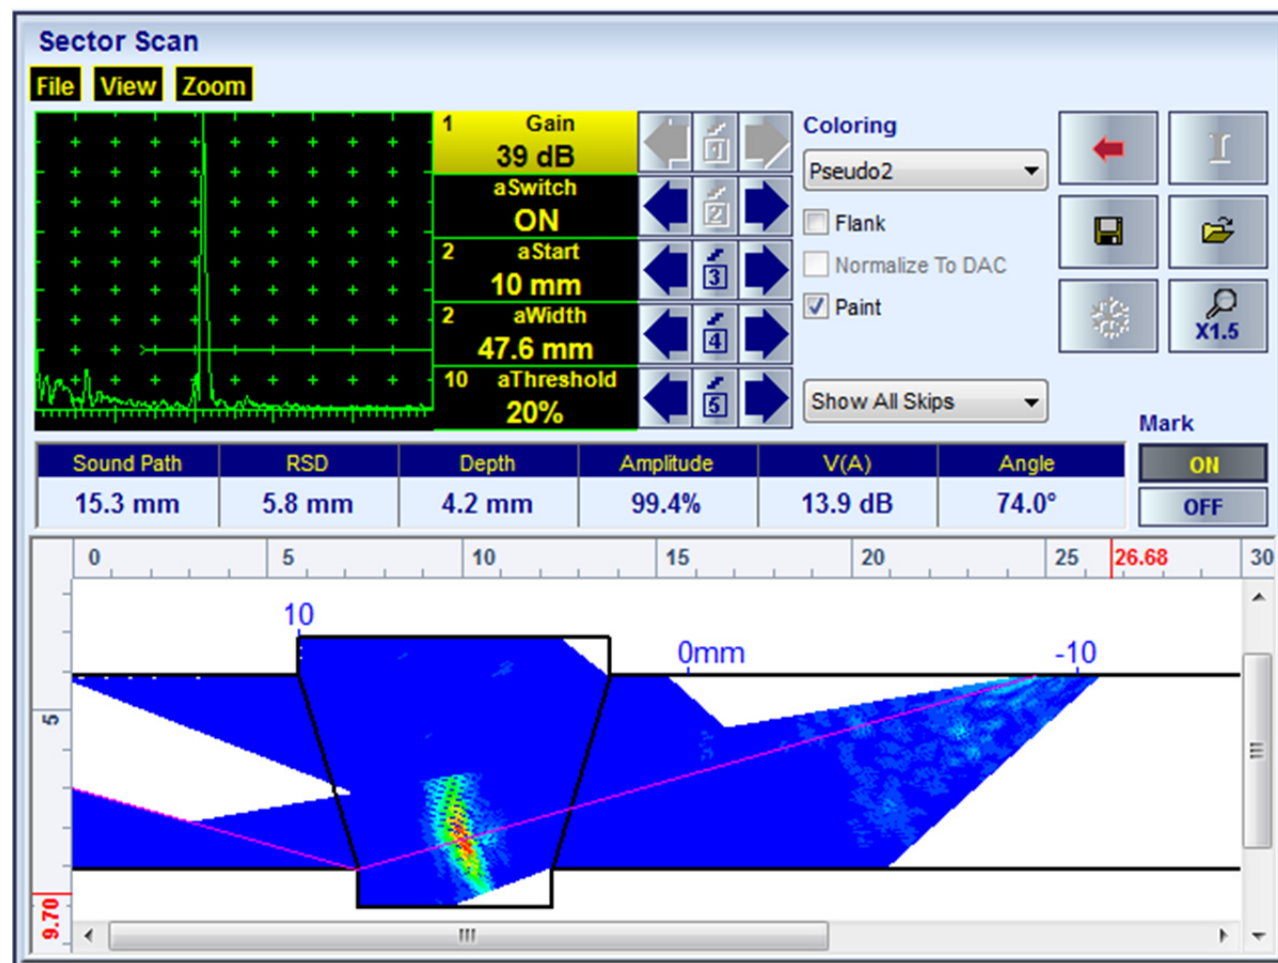 Sector Scan
File View Zoom
1 Gain
39 dB
aSwitch
ON
2 aStart
10 mm
2 aWidth
47.6 mm
10 aThreshold
20%
1
2
3
4
5
Coloring
Pseudo2
Flank
Normalize To DAC
Paint
Show All Skips
X1.5
Mark
ON
OFF
Sound Path RSD Depth Amplitude V(A) Angle
15.3 mm 5.8 mm 4.2 mm 99.4% 13.9 dB 74.0°
0 5 10 15 20 25 26.68 30
10
0mm -10
5
9.70